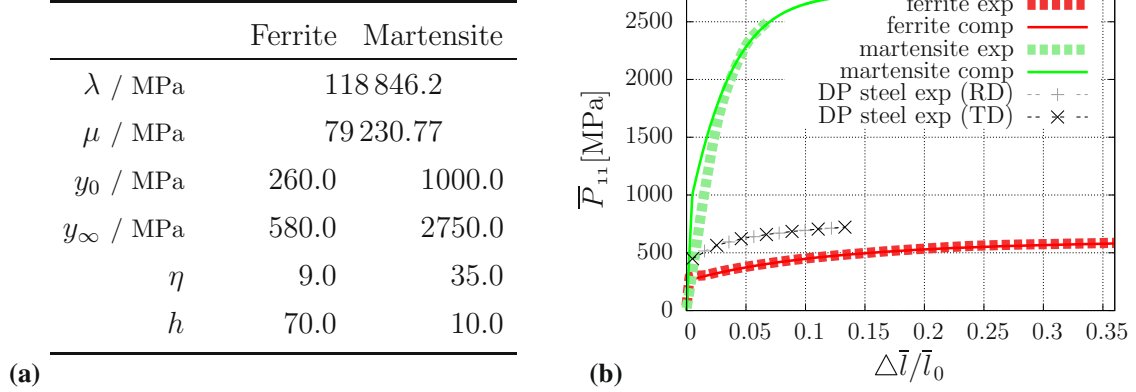 Ferrite Martensite
λ / MPa 118 846.2
μ / MPa 79 230.77
y₀ / MPa 260.0 1000.0
y∞ / MPa 580.0 2750.0
η 9.0 35.0
h 70.0 10.0
(a)
ferrite exp
ferrite comp
martensite exp
martensite comp
DP steel exp (RD)
DP steel exp (TD)
P̅₁₁ [MPa]
2500
2000
1500
1000
500
0
0 0.05 0.1 0.15 0.2 0.25 0.3 0.35
△l̅/l̅₀
(b)